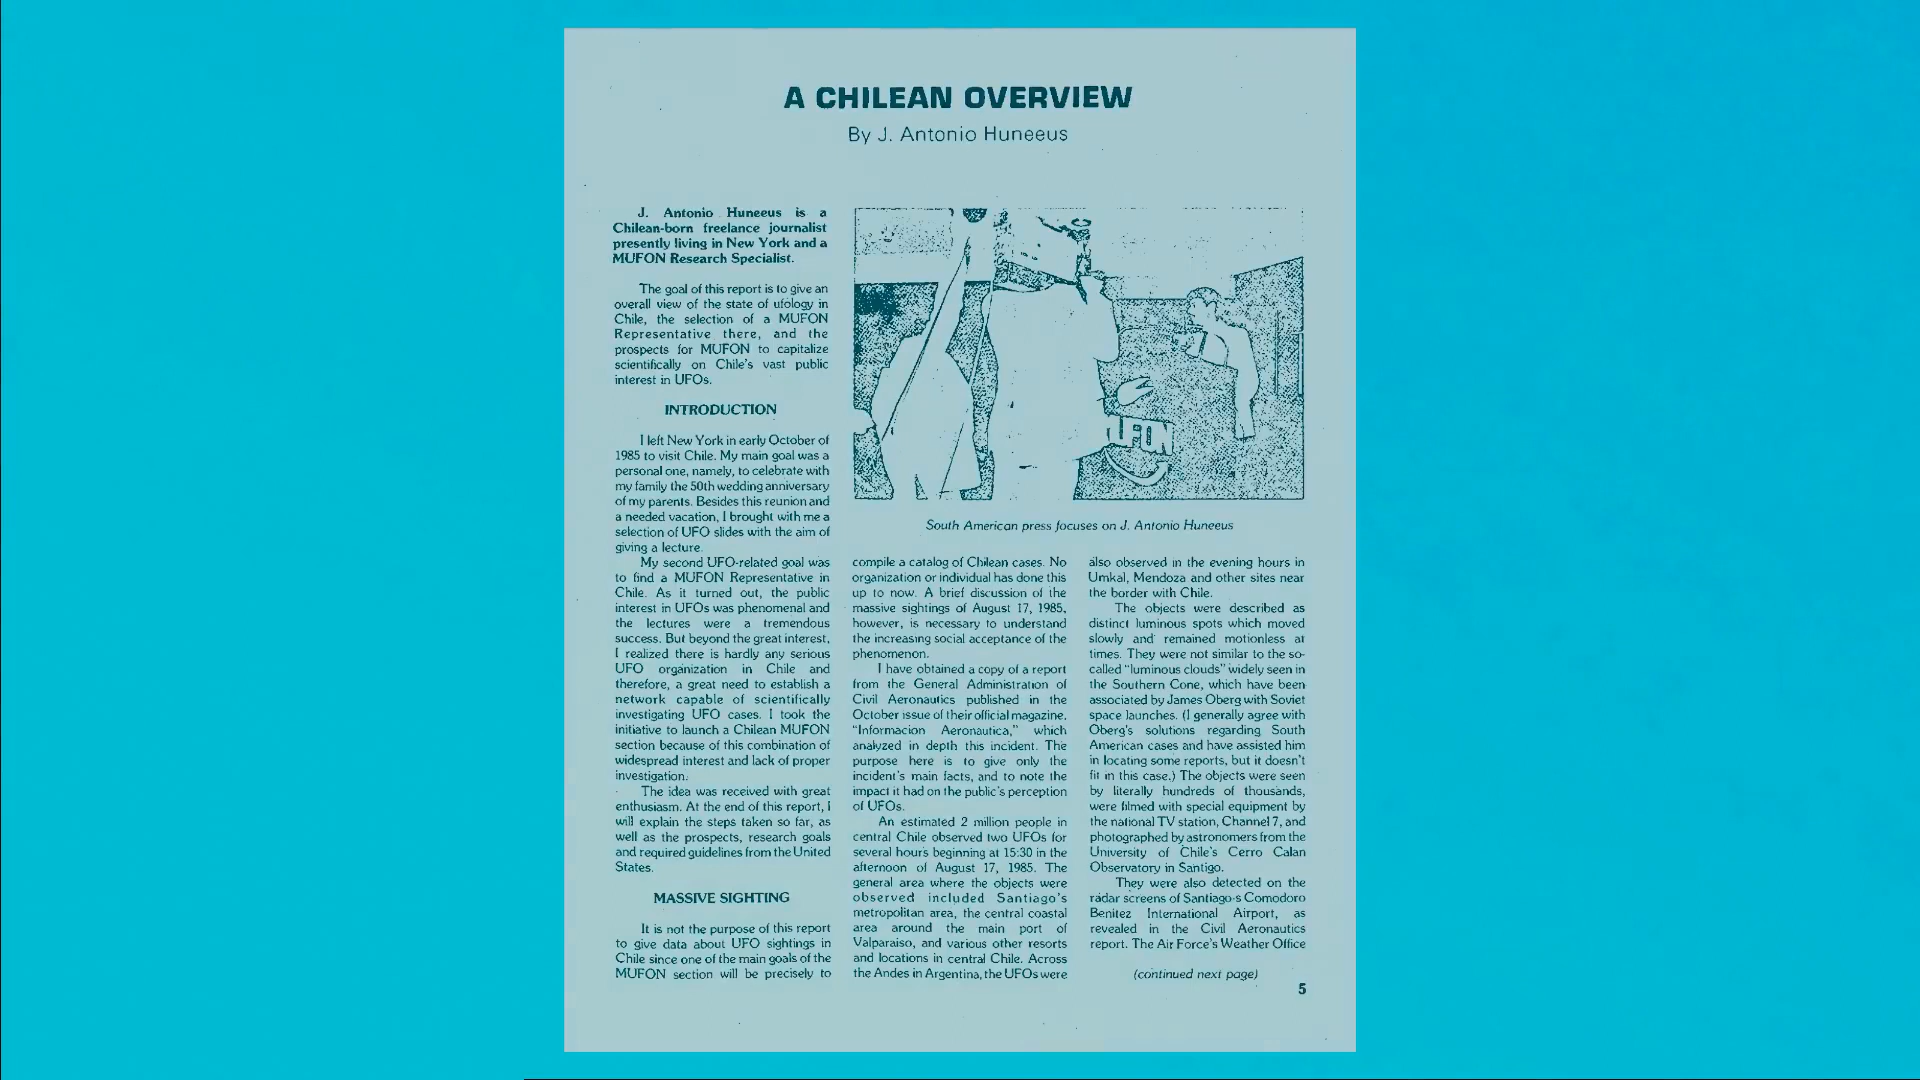 A CHILEAN OVERVIEW
By J. Antonio Huneeus
J. Antonio Huneeus is a
Chilean-born freelance journalist
presently living in New York and a
MUFON Research Specialist.
The goal of this report is to give an
overall view of the state of ufology in
Chile, the selection of a MUFON
Representative there, and the
prospects for MUFON to capitalize
scientifically on Chile's vast public
interest in UFOs.
INTRODUCTION
I left New York in early October of
1985 to visit Chile. My main goal was a
personal one, namely, to celebrate with
my family the 50th wedding anniversary
of my parents. Besides this reunion and
a needed vacation, I brought with me a
selection of UFO slides with the aim of
giving a lecture.
My second UFO-related goal was
to find a MUFON Representative in
Chile. As it turned out, the public
interest in UFOs was phenomenal and
the lectures were a tremendous
success. But beyond the great interest,
I realized there is hardly any serious
UFO organization in Chile and
therefore, a great need to establish a
network capable of scientifically
investigating UFO cases. I took the
initiative to launch a Chilean MUFON
section because of this combination of
widespread interest and lack of proper
investigation.
The idea was received with great
enthusiasm. At the end of this report, I
will explain the steps taken so far, as
well as the prospects, research goals
and required guidelines from the United
States.
MASSIVE SIGHTING
It is not the purpose of this report
to give data about UFO sightings in
Chile since one of the main goals of the
MUFON section will be precisely to
UFON
South American press focuses on J. Antonio Huneeus
compile a catalog of Chilean cases. No
organization or individual has done this
up to now. A brief discussion of the
massive sightings of August 17, 1985,
however, is necessary to understand
the increasing social acceptance of the
phenomenon.
I have obtained a copy of a report
from the General Administration of
Civil Aeronautics published in the
October issue of their official magazine,
"Informacion Aeronautica," which
analyzed in depth this incident. The
purpose here is to give only the
incident's main facts, and to note the
impact it had on the public's perception
of UFOs.
An estimated 2 million people in
central Chile observed two UFOs for
several hours beginning at 15:30 in the
afternoon of August 17, 1985. The
general area where the objects were
observed included Santiago's
metropolitan area, the central coastal
area around the main port of
Valparaiso, and various other resorts
and locations in central Chile. Across
the Andes in Argentina, the UFOs were
also observed in the evening hours in
Umkal, Mendoza and other sites near
the border with Chile.
The objects were described as
distinct luminous spots which moved
slowly and remained motionless at
times. They were not similar to the so-
called "luminous clouds" widely seen in
the Southern Cone, which have been
associated by James Oberg with Soviet
space launches. (I generally agree with
Oberg's solutions regarding South
American cases and have assisted him
in locating some reports, but it doesn't
fit in this case.) The objects were seen
by literally hundreds of thousands,
were filmed with special equipment by
the national TV station, Channel 7, and
photographed by astronomers from the
University of Chile's Cerro Calan
Observatory in Santigo.
They were also detected on the
radar screens of Santiago-s Comodoro
Benitez International Airport, as
revealed in the Civil Aeronautics
report. The Air Force's Weather Office
(continued next page)
5